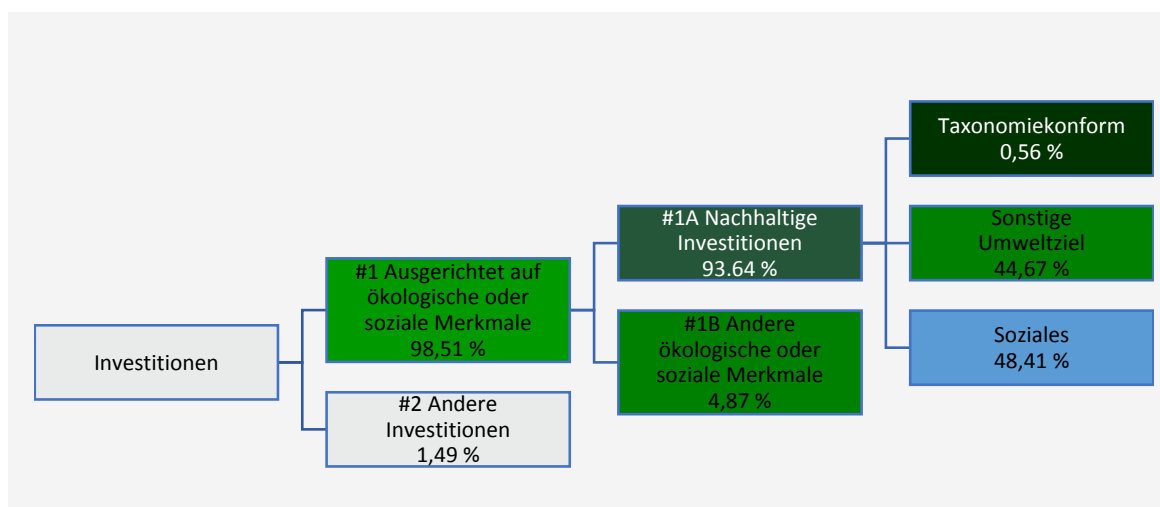 Investitionen
#1 Ausgerichtet auf
ökologische oder
soziale Merkmale
98,51 %
#2 Andere
Investitionen
1,49 %
#1A Nachhaltige
Investitionen
93.64 %
#1B Andere
ökologische oder
soziale Merkmale
4,87 %
Taxonomiekonform
0,56 %
Sonstige
Umweltziel
44,67 %
Soziales
48,41 %